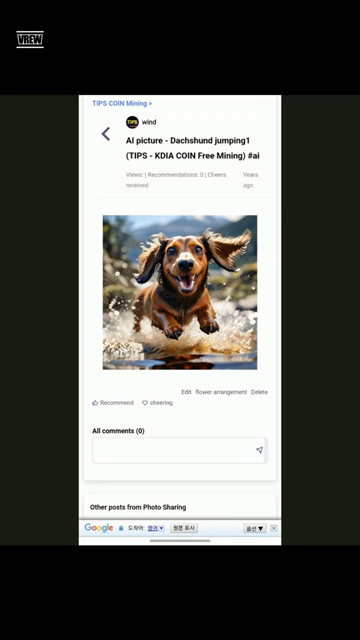 VREW
TIPS COIN Mining >
TIPS wind
AI picture - Dachshund jumping1
(TIPS - KDIA COIN Free Mining) #ai
Views: | Recommendations: 0 | Cheers received:
Years ago
Edit flower arrangement Delete
Recommend cheering
All comments (0)
Other posts from Photo Sharing
Google 도착어: 영어 원문 표시 옵션▼